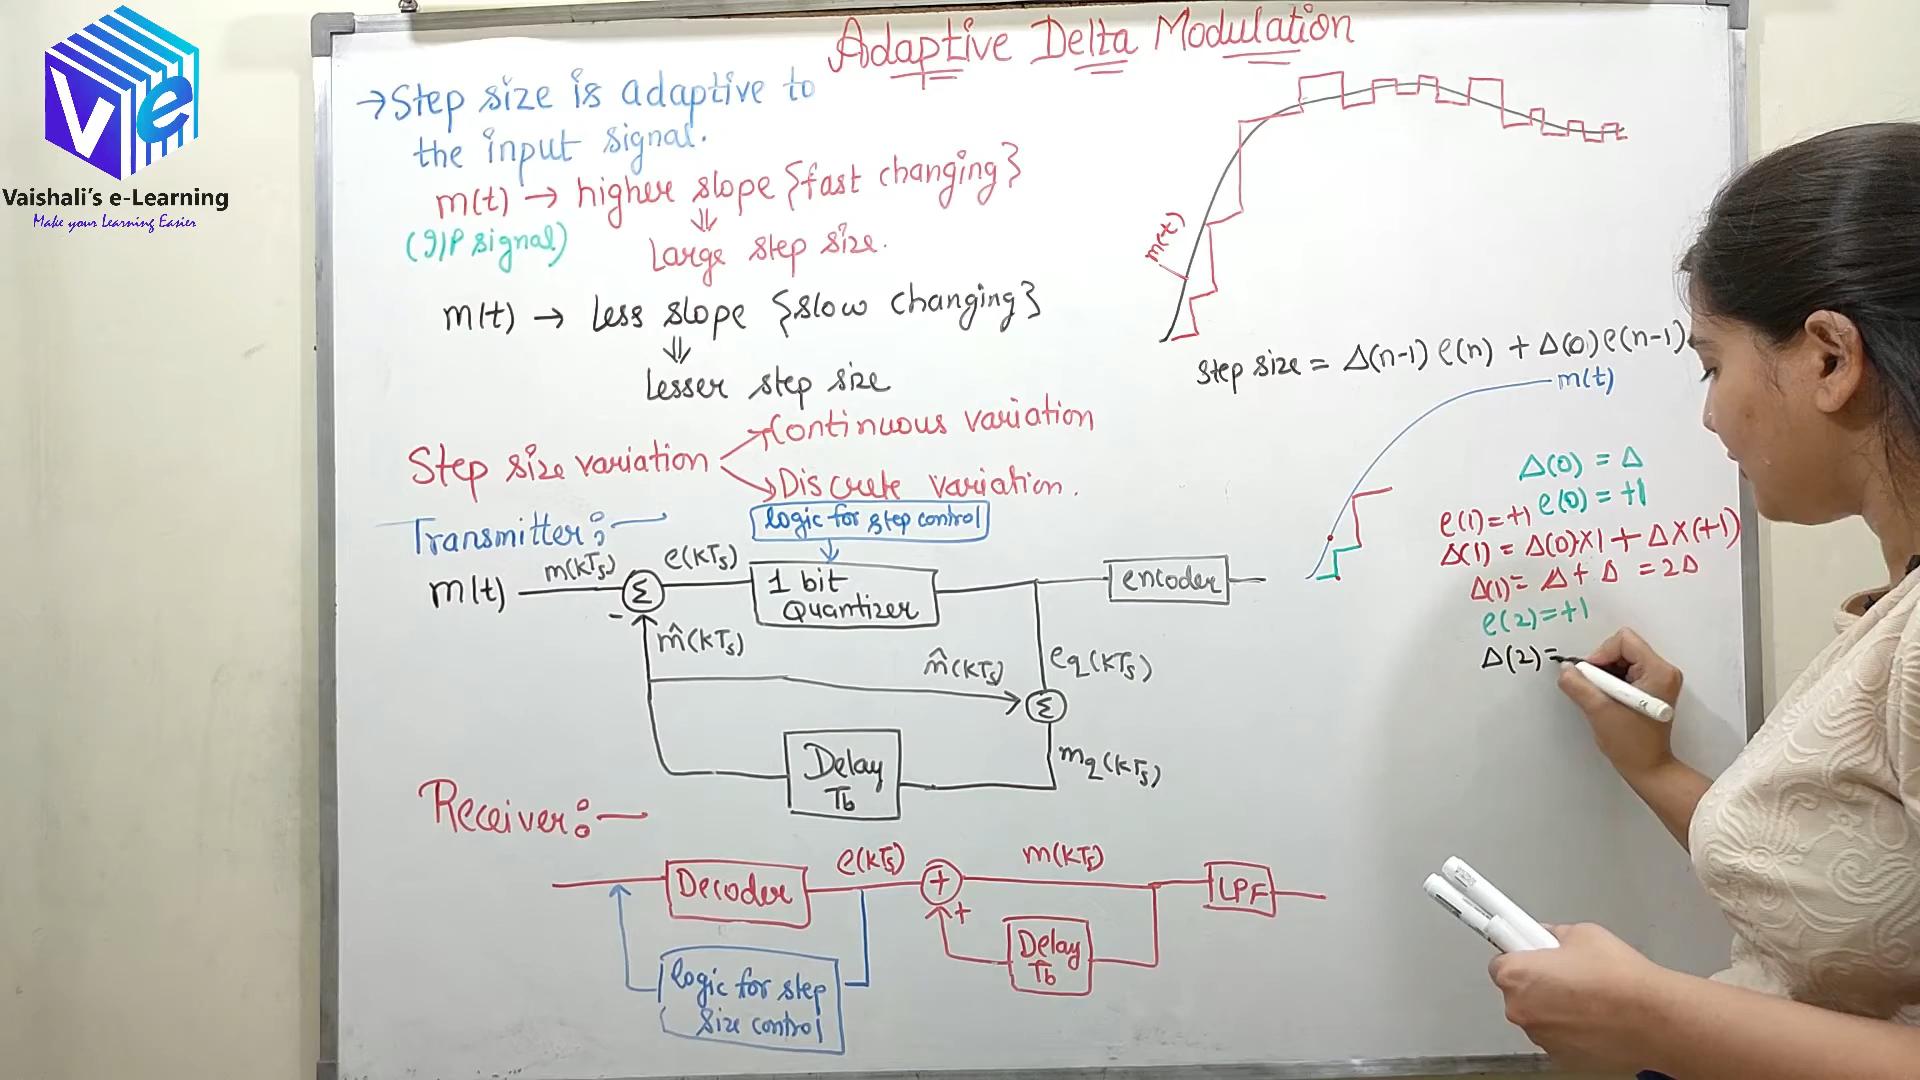 Adaptive Delta Modulation
Ve
Vaishali's e-Learning
Make your Learning Easier
→ Step size is adaptive to
the input signal.
m(t) → higher slope {fast changing}
(I/P signal) ⇓
Large step size.
m(t) → Less slope {slow changing}
⇓
Lesser step size
Step size variation → Continuous variation
→ Discrete variation.
m(t)
Step size = Δ(n-1) e(n) + Δ(0) e(n-1)
m(t)
Δ(0) = Δ
e(0) = +1
e(1) = +1
Δ(1) = Δ(0)×1 + Δ×(+1)
Δ(1) = Δ + Δ = 2Δ
e(2) = +1
Δ(2) =
Transmitter:-
logic for step control
m(t) m(kTs) Σ e(kTs) 1 bit Quantizer encoder
-
m̂(kTs) m̂(kTs) eq(kTs)
Σ
Delay Tb mq(kTs)
Receiver:-
Decoder e(kTs) + m(kTs) LPF
+
Delay Tb
logic for step
size control